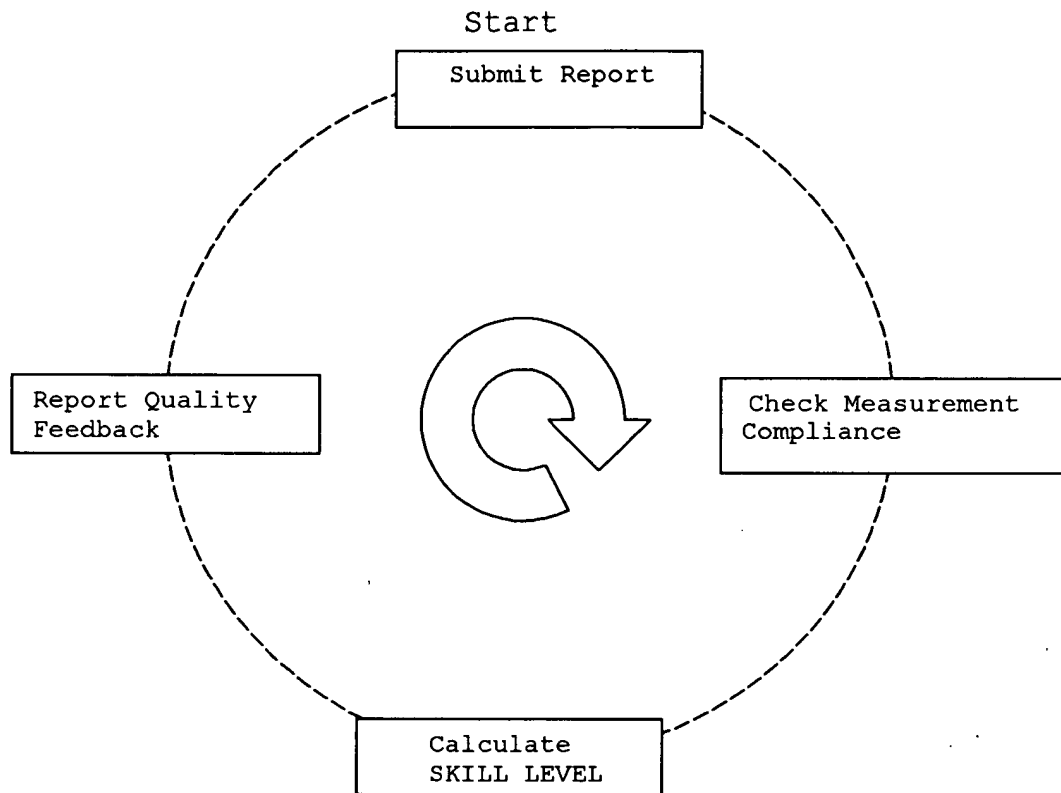 Start
Submit Report
Report Quality
Feedback
Check Measurement
Compliance
Calculate
SKILL LEVEL